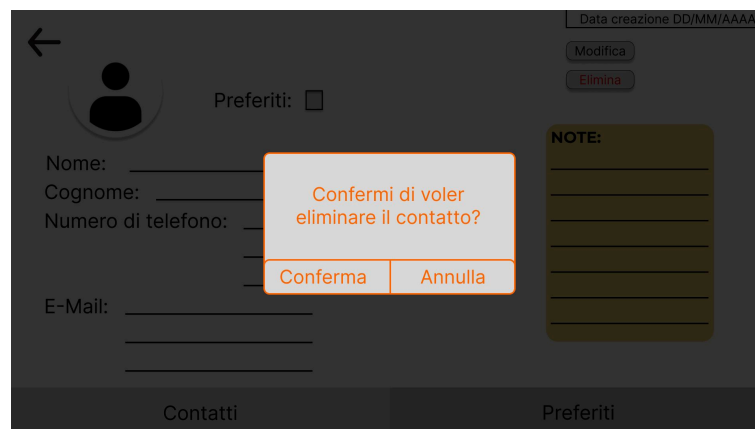 Data creazione DD/MM/AAAA
Modifica
Elimina
Preferiti:
NOTE:
Nome:
Cognome:
Numero di telefono:
E-Mail:
Confermi di voler
eliminare il contatto?
Conferma Annulla
Contatti Preferiti